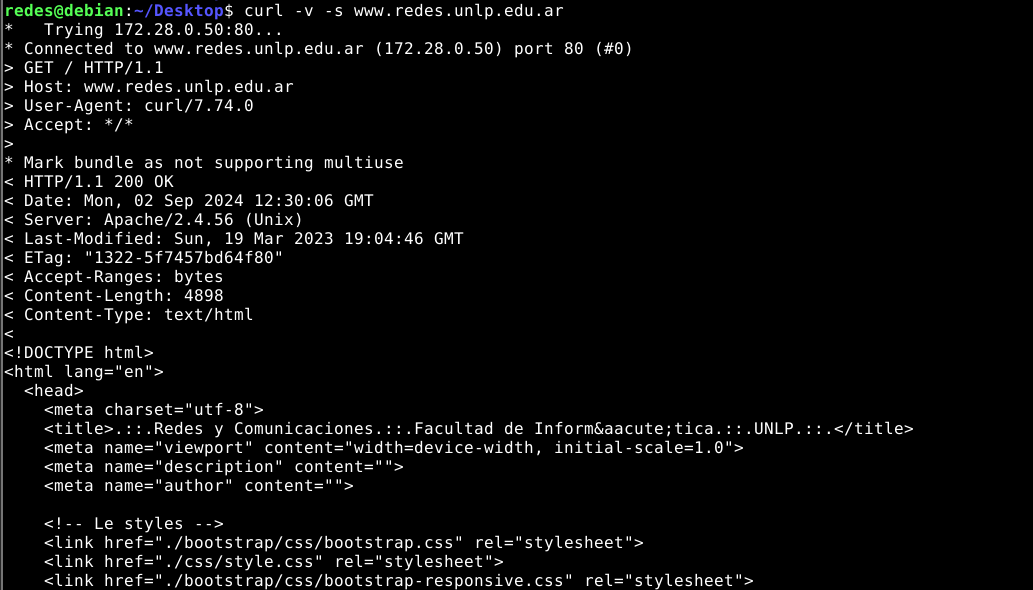 redes@debian:~/Desktop$ curl -v -s www.redes.unlp.edu.ar
*   Trying 172.28.0.50:80...
* Connected to www.redes.unlp.edu.ar (172.28.0.50) port 80 (#0)
> GET / HTTP/1.1
> Host: www.redes.unlp.edu.ar
> User-Agent: curl/7.74.0
> Accept: */*
>
* Mark bundle as not supporting multiuse
< HTTP/1.1 200 OK
< Date: Mon, 02 Sep 2024 12:30:06 GMT
< Server: Apache/2.4.56 (Unix)
< Last-Modified: Sun, 19 Mar 2023 19:04:46 GMT
< ETag: "1322-5f7457bd64f80"
< Accept-Ranges: bytes
< Content-Length: 4898
< Content-Type: text/html
<
<!DOCTYPE html>
<html lang="en">
  <head>
    <meta charset="utf-8">
    <title>.::.Redes y Comunicaciones.::.Facultad de Inform&aacute;tica.::.UNLP.::.</title>
    <meta name="viewport" content="width=device-width, initial-scale=1.0">
    <meta name="description" content="">
    <meta name="author" content="">

    <!-- Le styles -->
    <link href="./bootstrap/css/bootstrap.css" rel="stylesheet">
    <link href="./css/style.css" rel="stylesheet">
    <link href="./bootstrap/css/bootstrap-responsive.css" rel="stylesheet">